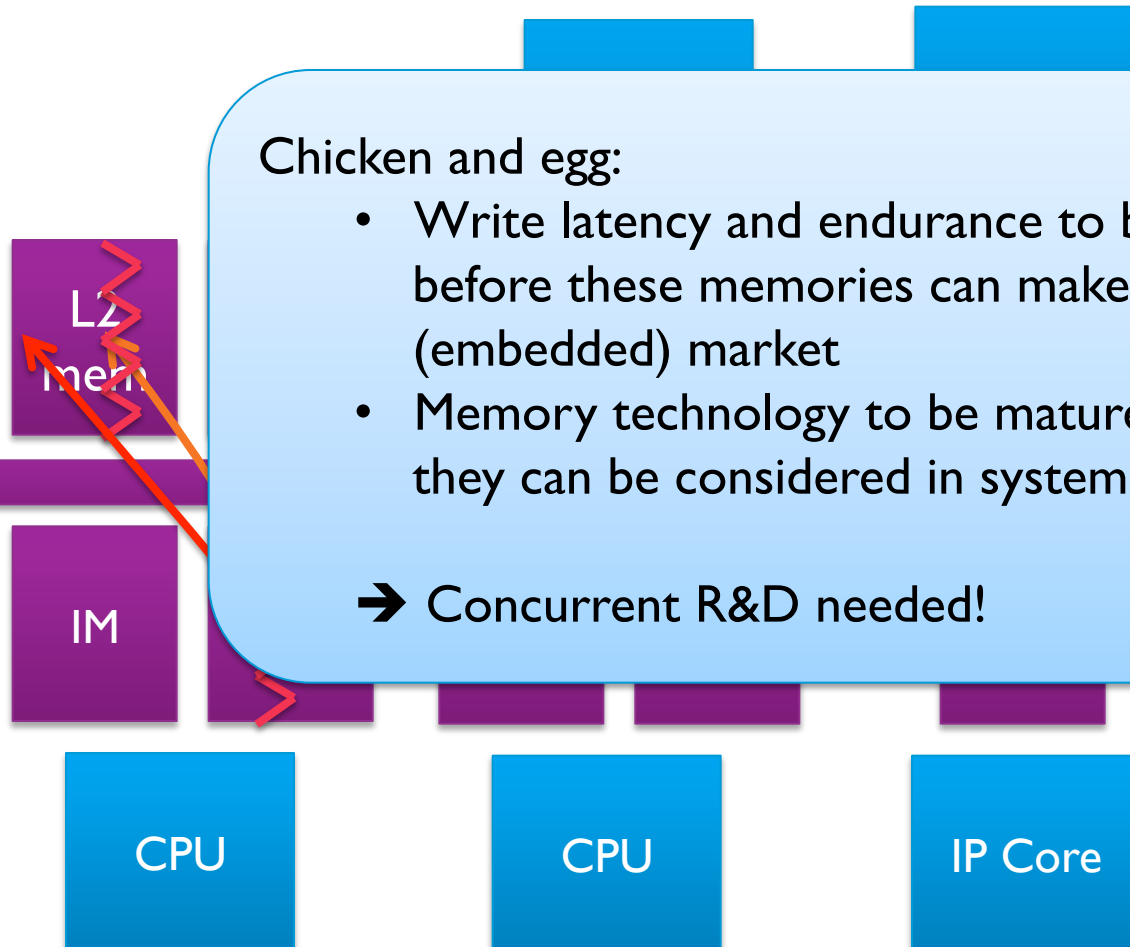 Chicken and egg:
• Write latency and endurance to
before these memories can make
(embedded) market
• Memory technology to be mature
they can be considered in system
➔ Concurrent R&D needed!
L2
mem
IM
CPU
CPU
IP Core